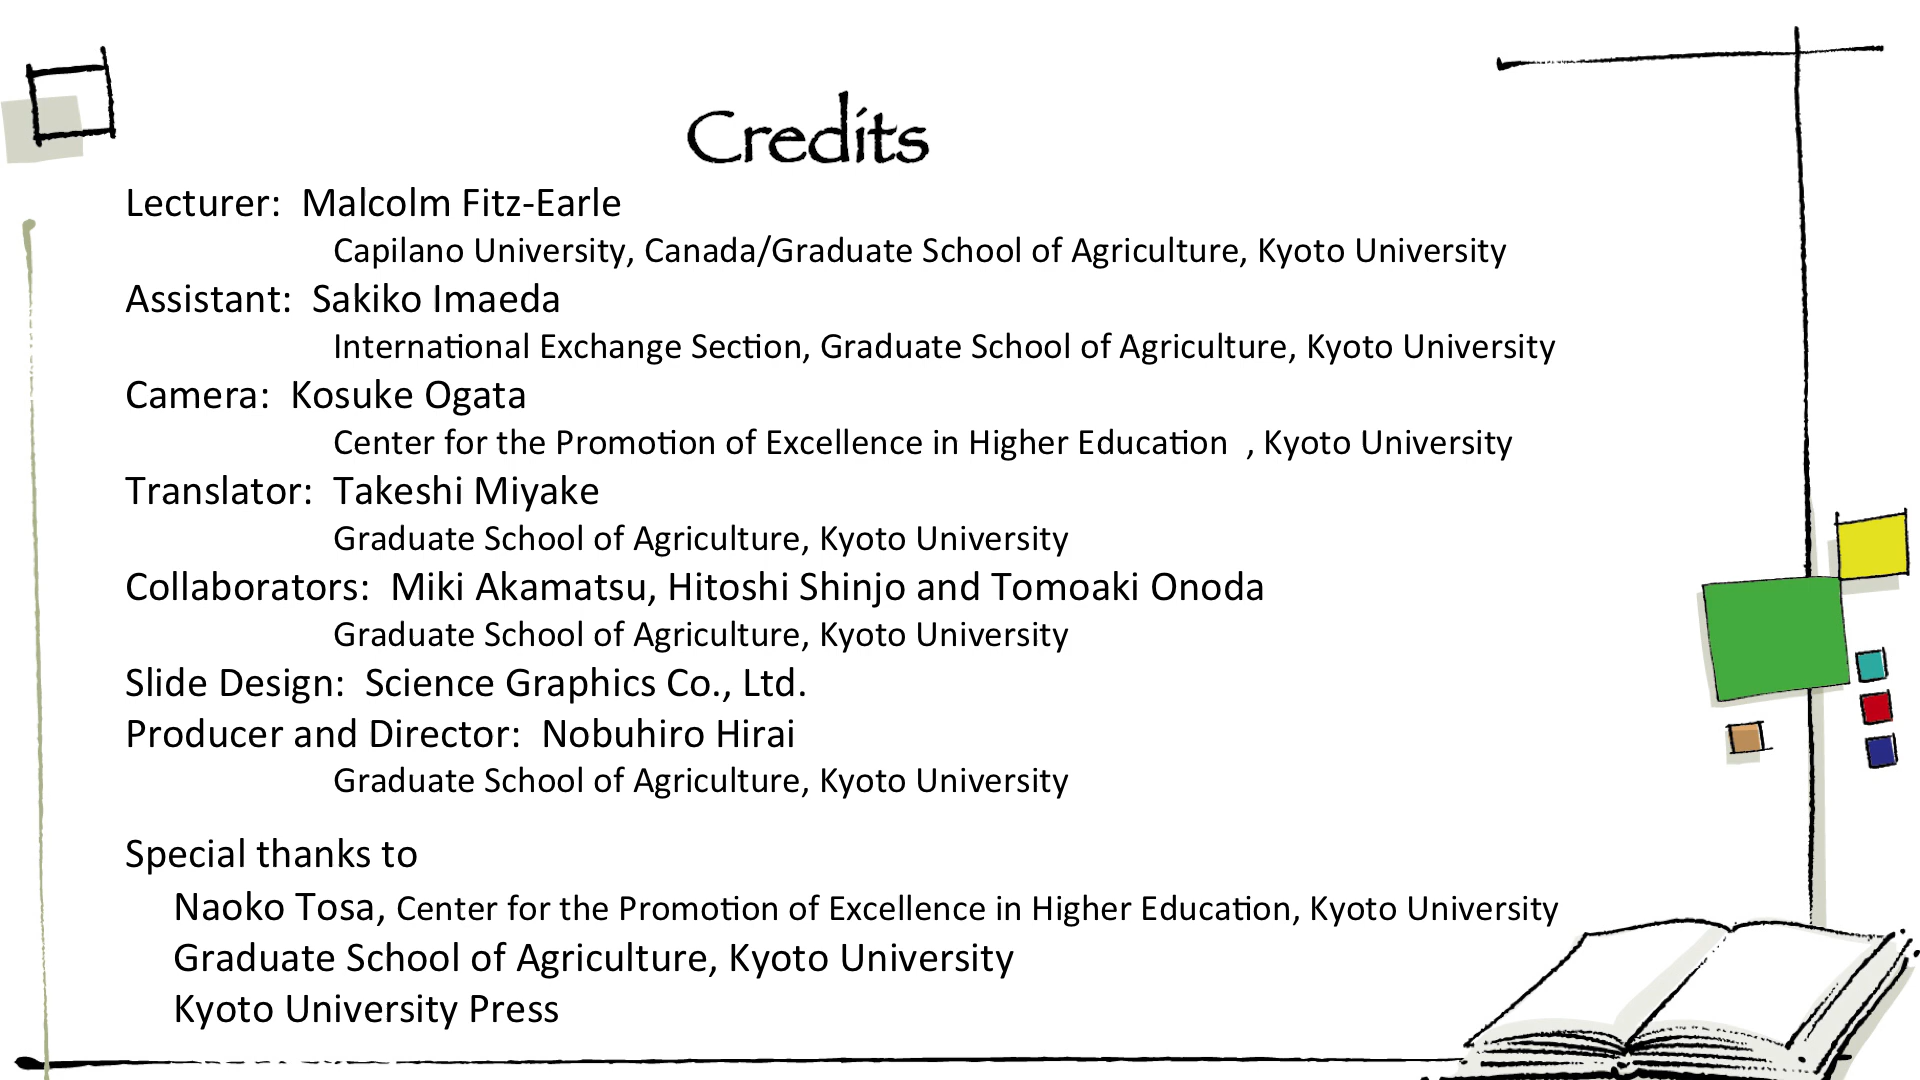 Credits
Lecturer: Malcolm Fitz-Earle
Capilano University, Canada/Graduate School of Agriculture, Kyoto University
Assistant: Sakiko Imaeda
International Exchange Section, Graduate School of Agriculture, Kyoto University
Camera: Kosuke Ogata
Center for the Promotion of Excellence in Higher Education , Kyoto University
Translator: Takeshi Miyake
Graduate School of Agriculture, Kyoto University
Collaborators: Miki Akamatsu, Hitoshi Shinjo and Tomoaki Onoda
Graduate School of Agriculture, Kyoto University
Slide Design: Science Graphics Co., Ltd.
Producer and Director: Nobuhiro Hirai
Graduate School of Agriculture, Kyoto University
Special thanks to
Naoko Tosa, Center for the Promotion of Excellence in Higher Education, Kyoto University
Graduate School of Agriculture, Kyoto University
Kyoto University Press